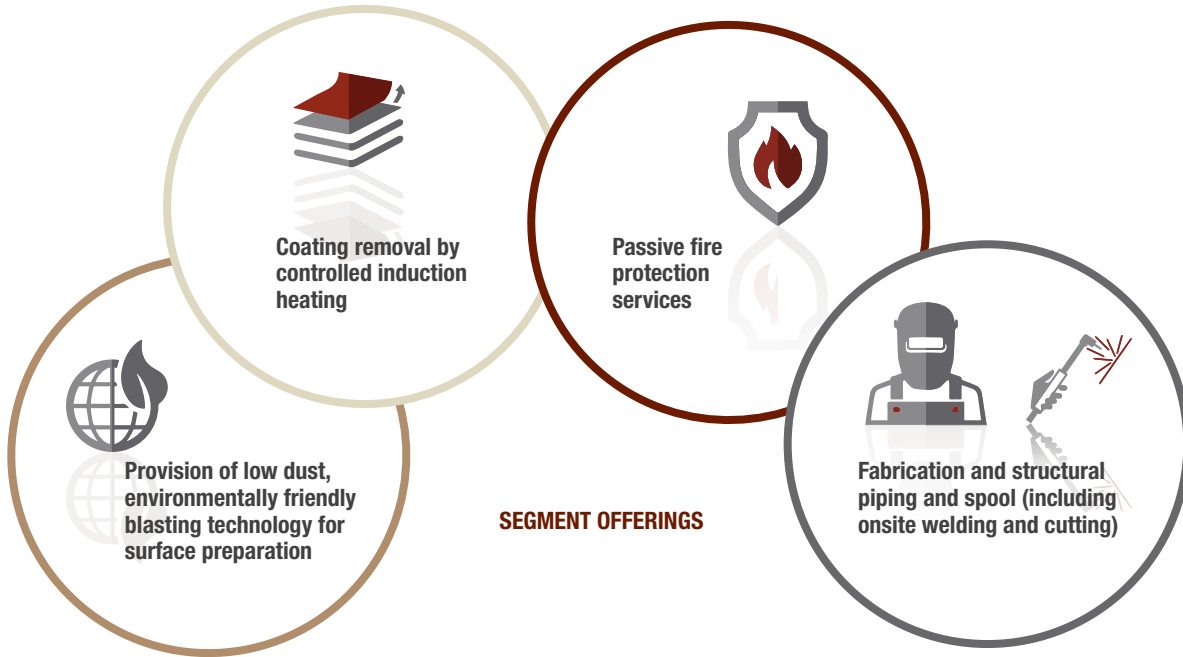 Coating removal by
controlled induction
heating
Passive fire
protection
services
Provision of low dust,
environmentally friendly
blasting technology for
surface preparation
Fabrication and structural
piping and spool (including
onsite welding and cutting)
SEGMENT OFFERINGS